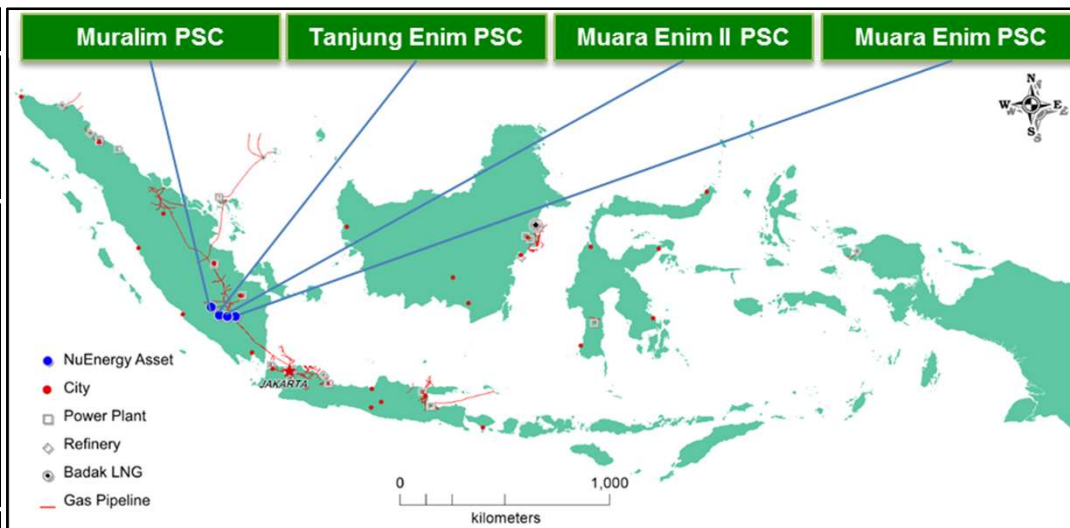 Muralim PSC
Tanjung Enim PSC
Muara Enim II PSC
Muara Enim PSC
N
W E
S
JAKARTA
NuEnergy Asset
City
Power Plant
Refinery
Badak LNG
Gas Pipeline
0 1,000
kilometers